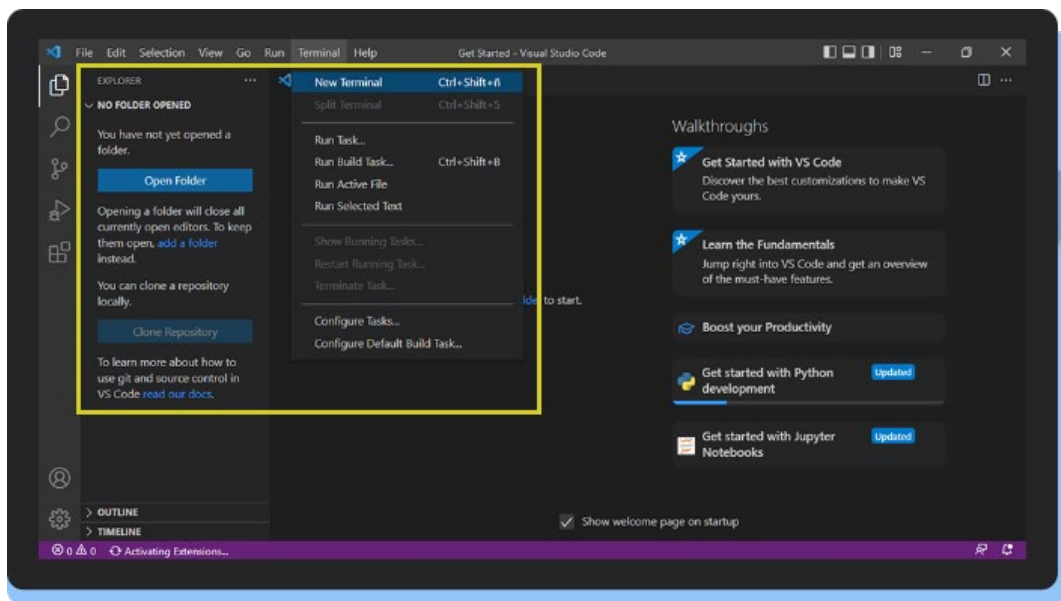 File Edit Selection View Go Run Terminal Help
Get Started - Visual Studio Code
EXPLORER
NO FOLDER OPENED
You have not yet opened a
folder.
Open Folder
Opening a folder will close all
currently open editors. To keep
them open, add a folder
instead.
You can clone a repository
locally.
Clone Repository
To learn more about how to
use git and source control in
VS Code read our docs.
OUTLINE
TIMELINE
New Terminal Ctrl+Shift+ñ
Split Terminal Ctrl+Shift+5
Run Task...
Run Build Task... Ctrl+Shift+B
Run Active File
Run Selected Text
Show Running Tasks...
Restart Running Task...
Terminate Task...
Configure Tasks...
Configure Default Build Task...
to start.
Walkthroughs
Get Started with VS Code
Discover the best customizations to make VS
Code yours.
Learn the Fundamentals
Jump right into VS Code and get an overview
of the must-have features.
Boost your Productivity
Get started with Python Updated
development
Get started with Jupyter Updated
Notebooks
Show welcome page on startup
0 0 Activating Extensions...